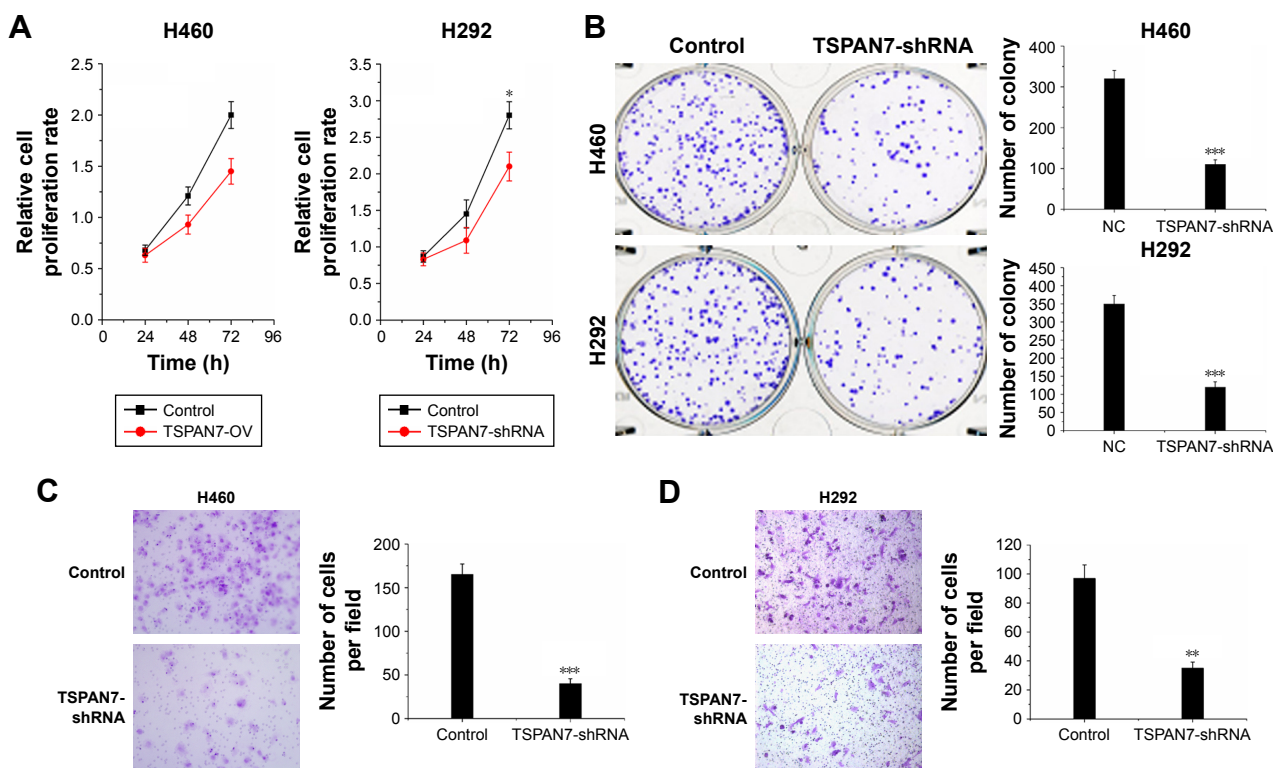 A
H460
Relative cell
proliferation rate
2.5
2.0
1.5
1.0
0.5
0.0
0 24 48 72 96
Time (h)
Control
TSPAN7-OV
H292
Relative cell
proliferation rate
3.5
3.0
2.5
2.0
1.5
1.0
0.5
0.0
*
0 24 48 72 96
Time (h)
Control
TSPAN7-shRNA
B
Control TSPAN7-shRNA
H460
H292
H460
Number of colony
400
300
200
100
0
***
NC TSPAN7-shRNA
H292
Number of colony
450
400
350
300
250
200
150
100
50
0
***
NC TSPAN7-shRNA
C
H460
Control
TSPAN7-
shRNA
Number of cells
per field
200
150
100
50
0
***
Control TSPAN7-shRNA
D
H292
Control
TSPAN7-
shRNA
Number of cells
per field
120
100
80
60
40
20
0
**
Control TSPAN7-shRNA